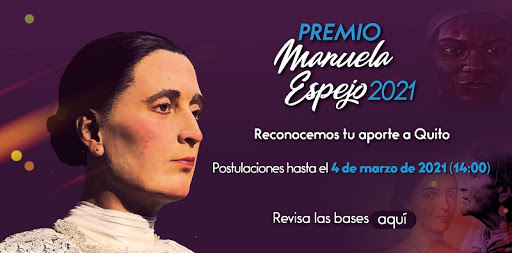 PREMIO
Manuela
Espejo 2021
Reconocemos tu aporte a Quito
Postulaciones hasta el 4 de marzo de 2021 (14:00)
Revisa las bases aquí